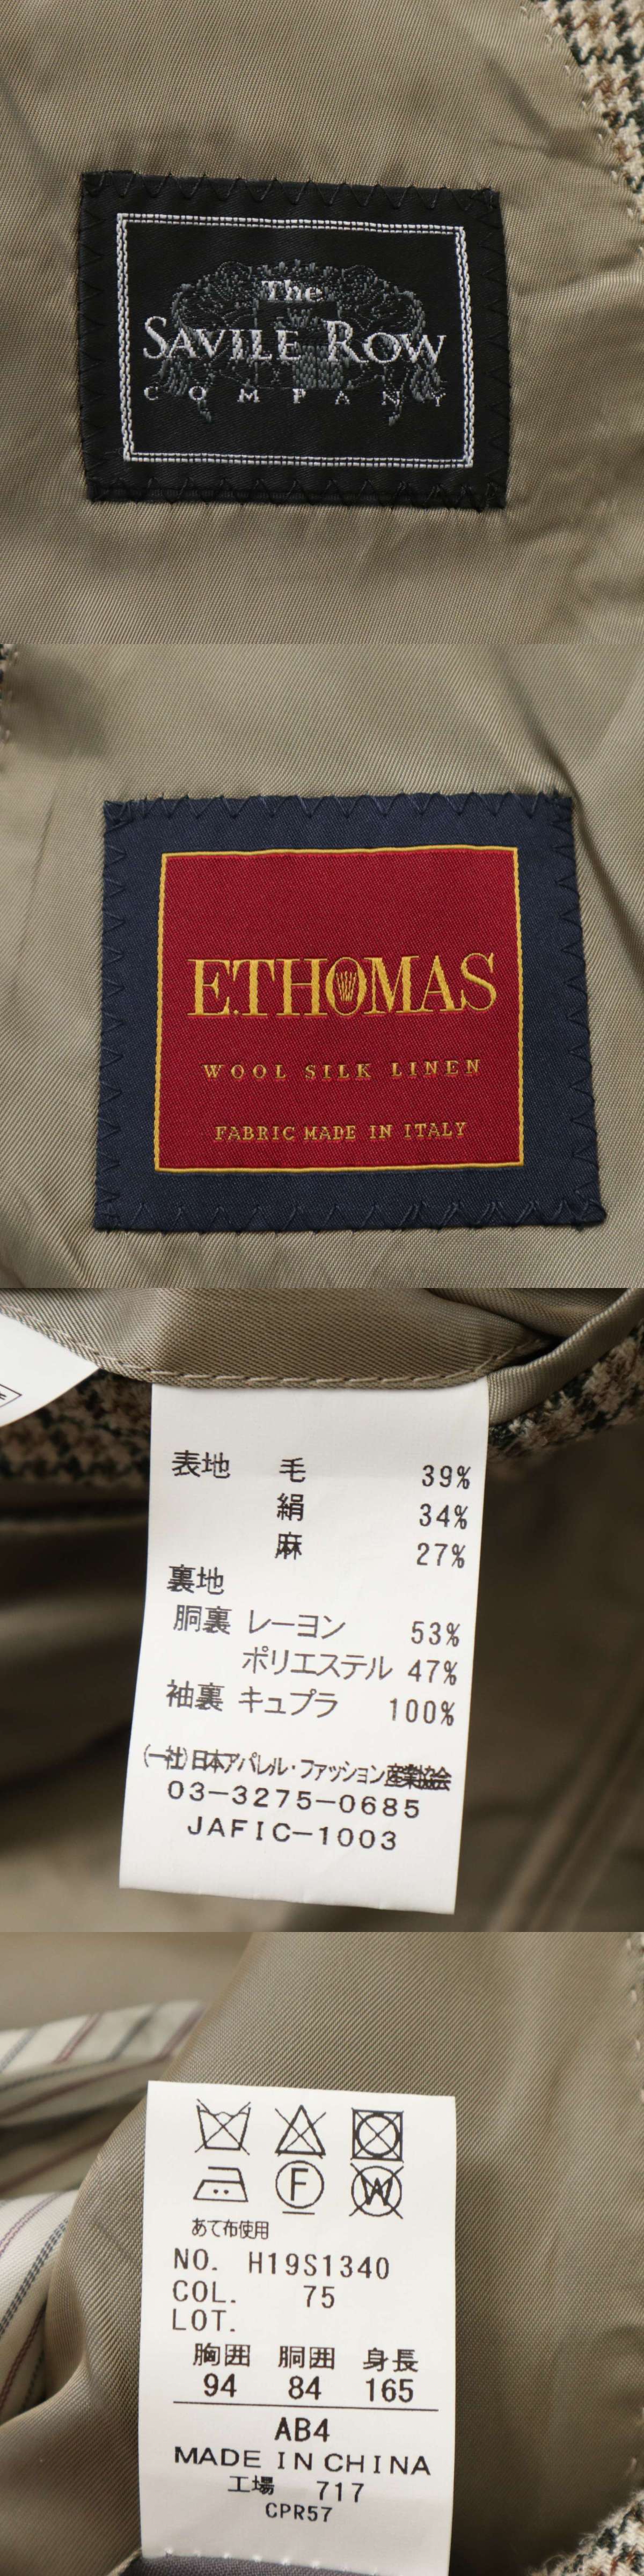 The
SAVILE ROW
COMPANY
E.THOMAS
WOOL SILK LINEN
FABRIC MADE IN ITALY
表地 毛 39%
絹 34%
麻 27%
裏地
胴裏 レーヨン 53%
ポリエステル 47%
袖裏 キュプラ 100%
(一社)日本アパレル・ファッション産業協会
03-3275-0685
JAFIC-1003
F W
あて布使用
NO. H19S1340
COL. 75
LOT.
胸囲 胴囲 身長
94 84 165
AB4
MADE IN CHINA
工場 717
CPR57